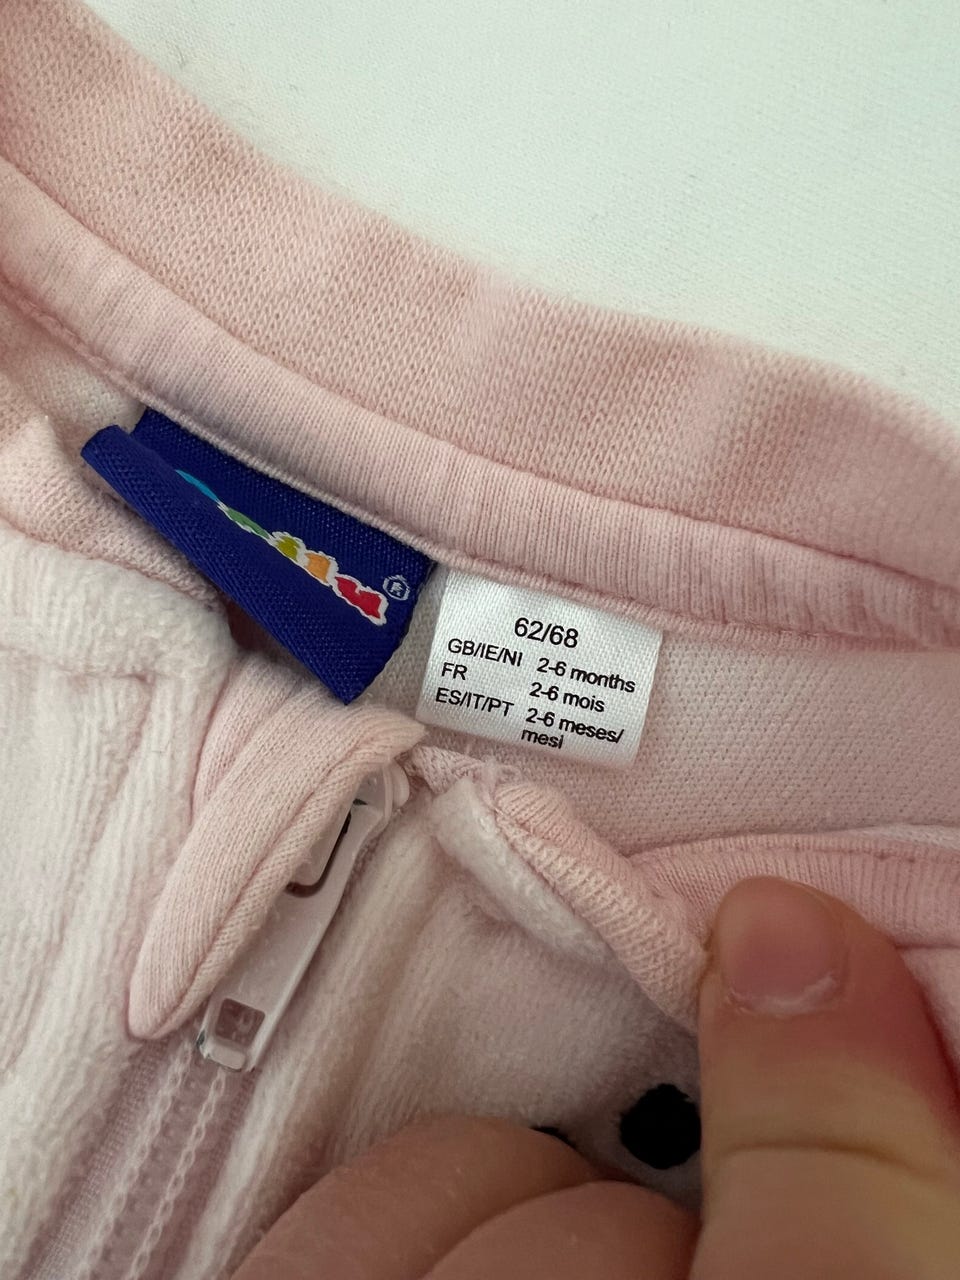 62/68
GB/IE/NI 2-6 months
FR 2-6 mois
ES/IT/PT 2-6 meses/
mesi
®